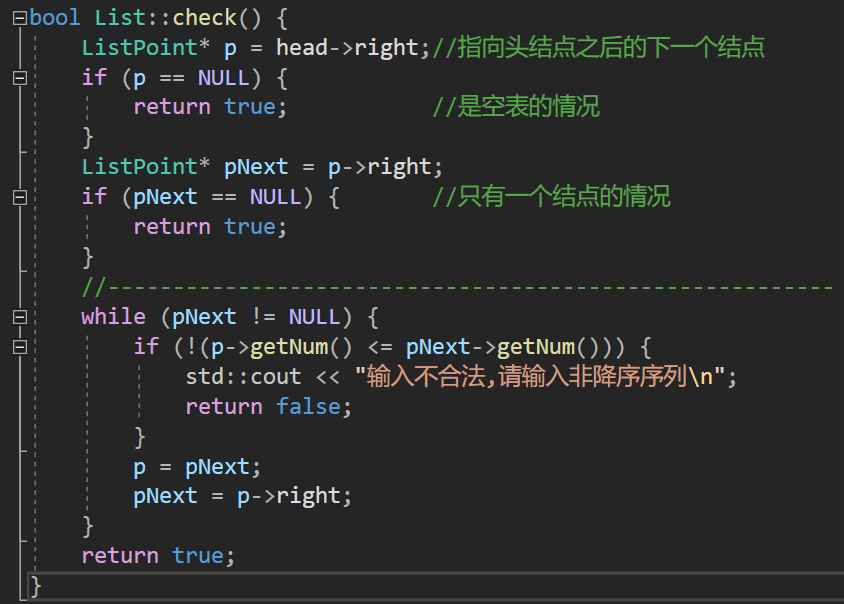 bool List::check() {
    ListPoint* p = head->right;//指向头结点之后的下一个结点
    if (p == NULL) {
        return true;           //是空表的情况
    }
    ListPoint* pNext = p->right;
    if (pNext == NULL) {       //只有一个结点的情况
        return true;
    }
    //--------------------------------------------------------
    while (pNext != NULL) {
        if (!(p->getNum() <= pNext->getNum())) {
            std::cout << "输入不合法,请输入非降序序列\n";
            return false;
        }
        p = pNext;
        pNext = p->right;
    }
    return true;
}